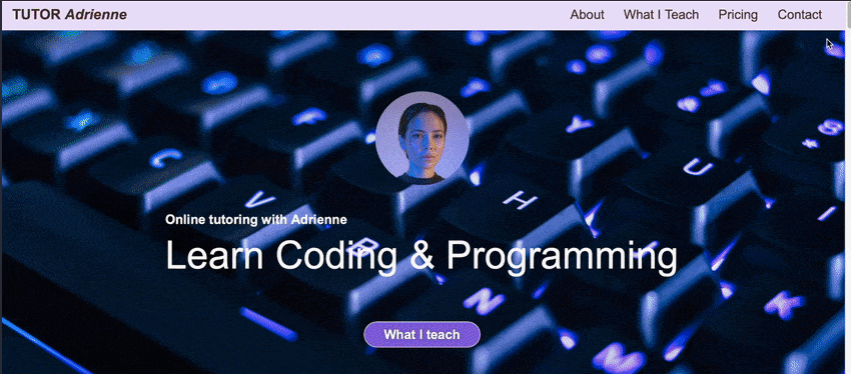 TUTOR Adrienne
About What I Teach Pricing Contact
Online tutoring with Adrienne
Learn Coding & Programming
What I teach
C
V
B
H
Y
U
I
N
M
K
*